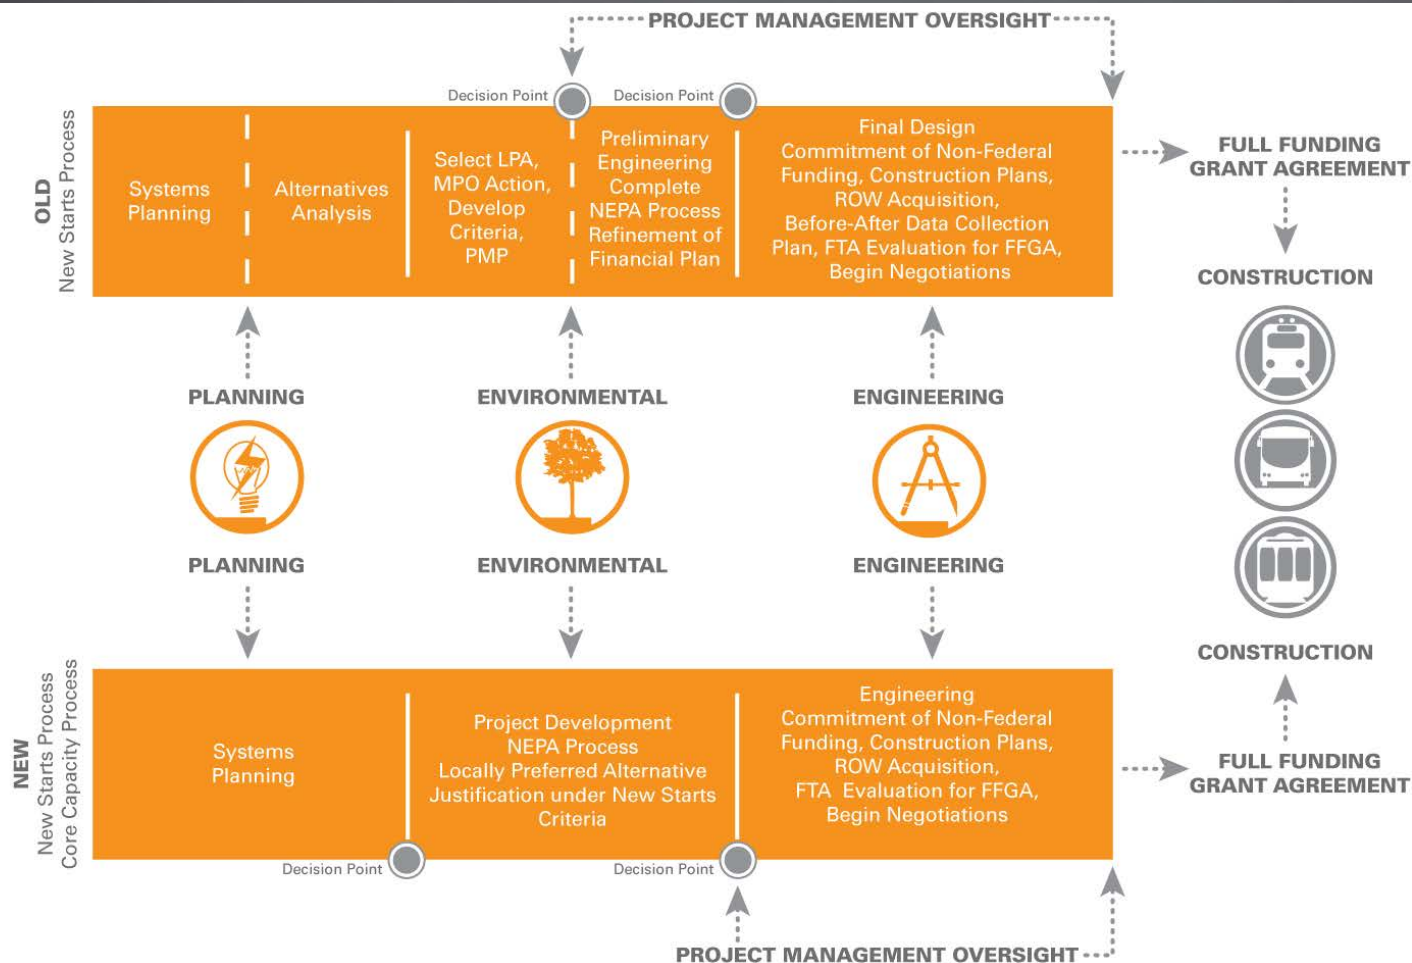 PROJECT MANAGEMENT OVERSIGHT
Decision Point
Decision Point
OLD
New Starts Process
Systems
Planning
Alternatives
Analysis
Select LPA,
MPO Action,
Develop
Criteria,
PMP
Preliminary
Engineering
Complete
NEPA Process
Refinement of
Financial Plan
Final Design
Commitment of Non-Federal
Funding, Construction Plans,
ROW Acquisition,
Before-After Data Collection
Plan, FTA Evaluation for FFGA,
Begin Negotiations
FULL FUNDING
GRANT AGREEMENT
CONSTRUCTION
PLANNING
ENVIRONMENTAL
ENGINEERING
PLANNING
ENVIRONMENTAL
ENGINEERING
CONSTRUCTION
NEW
New Starts Process
Core Capacity Process
Systems
Planning
Project Development
NEPA Process
Locally Preferred Alternative
Justification under New Starts
Criteria
Engineering
Commitment of Non-Federal
Funding, Construction Plans,
ROW Acquisition,
FTA Evaluation for FFGA,
Begin Negotiations
FULL FUNDING
GRANT AGREEMENT
Decision Point
Decision Point
PROJECT MANAGEMENT OVERSIGHT